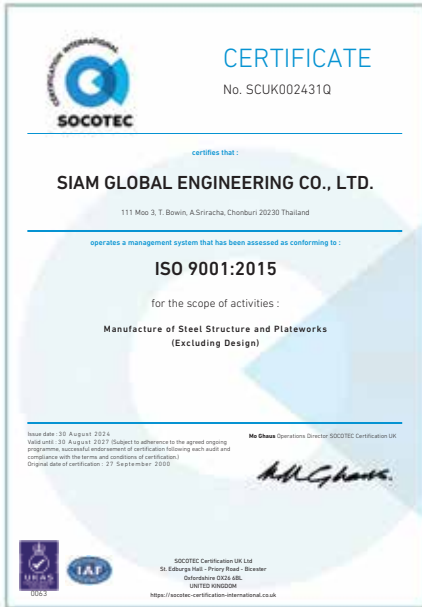 CERTIFICATION INTERNATIONAL
SOCOTEC
CERTIFICATE
No. SCUK002431Q
certifies that :
SIAM GLOBAL ENGINEERING CO., LTD.
111 Moo 3, T. Bowin, A.Sriracha, Chonburi 20230 Thailand
operates a management system that has been assessed as conforming to :
ISO 9001:2015
for the scope of activities :
Manufacture of Steel Structure and Plateworks
(Excluding Design)
Issue date : 30 August 2024
Valid until : 30 August 2027 (Subject to adherence to the agreed ongoing
programme, successful endorsement of certification following each audit and
compliance with the terms and conditions of certification.)
Original date of certification : 27 September 2000
Mo Ghaus Operations Director SOCOTEC Certification UK
UKAS
0063
IAF
SOCOTEC Certification UK Ltd
St. Edburgs Hall - Priory Road - Bicester
Oxfordshire OX26 6BL
UNITED KINGDOM
https://socotec-certification-international.co.uk